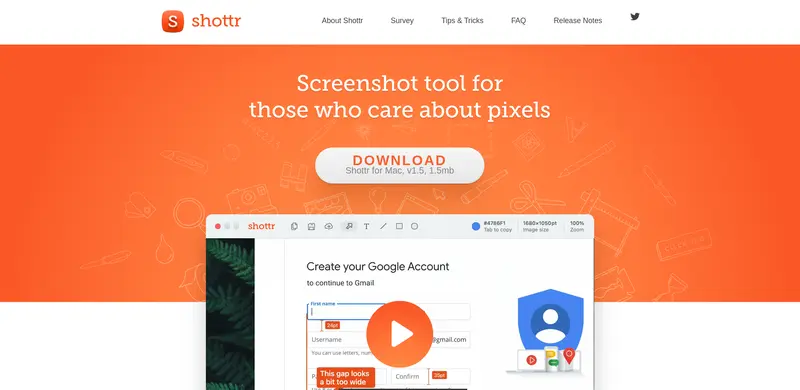 S shottr
About Shottr
Survey
Tips & Tricks
FAQ
Release Notes
Screenshot tool for
those who care about pixels
DOWNLOAD
Shottr for Mac, v1.5, 1.5mb
shottr
T
#4786F1
Tab to copy
1680×1050pt
Image size
100%
Zoom
Create your Google Account
to continue to Gmail
First name
24pt
Username
@gmail.com
You can use letters,
Confirm
20pt
This gap looks
a bit too wide